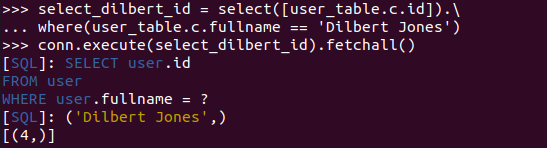 >>> select_dilbert_id = select([user_table.c.id]).\
... where(user_table.c.fullname == 'Dilbert Jones')
>>> conn.execute(select_dilbert_id).fetchall()
[SQL]: SELECT user.id
FROM user
WHERE user.fullname = ?
[SQL]: ('Dilbert Jones',)
[(4,)]